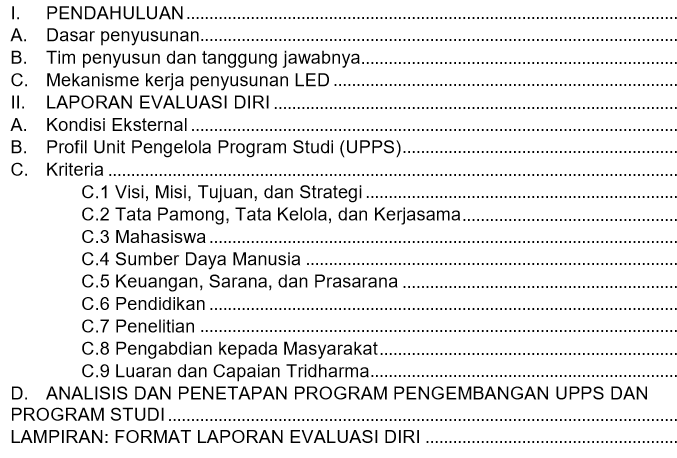 I. PENDAHULUAN
A. Dasar penyusunan
B. Tim penyusun dan tanggung jawabnya
C. Mekanisme kerja penyusunan LED
II. LAPORAN EVALUASI DIRI
A. Kondisi Eksternal
B. Profil Unit Pengelola Program Studi (UPPS)
C. Kriteria
C.1 Visi, Misi, Tujuan, dan Strategi
C.2 Tata Pamong, Tata Kelola, dan Kerjasama
C.3 Mahasiswa
C.4 Sumber Daya Manusia
C.5 Keuangan, Sarana, dan Prasarana
C.6 Pendidikan
C.7 Penelitian
C.8 Pengabdian kepada Masyarakat
C.9 Luaran dan Capaian Tridharma
D. ANALISIS DAN PENETAPAN PROGRAM PENGEMBANGAN UPPS DAN
PROGRAM STUDI
LAMPIRAN: FORMAT LAPORAN EVALUASI DIRI